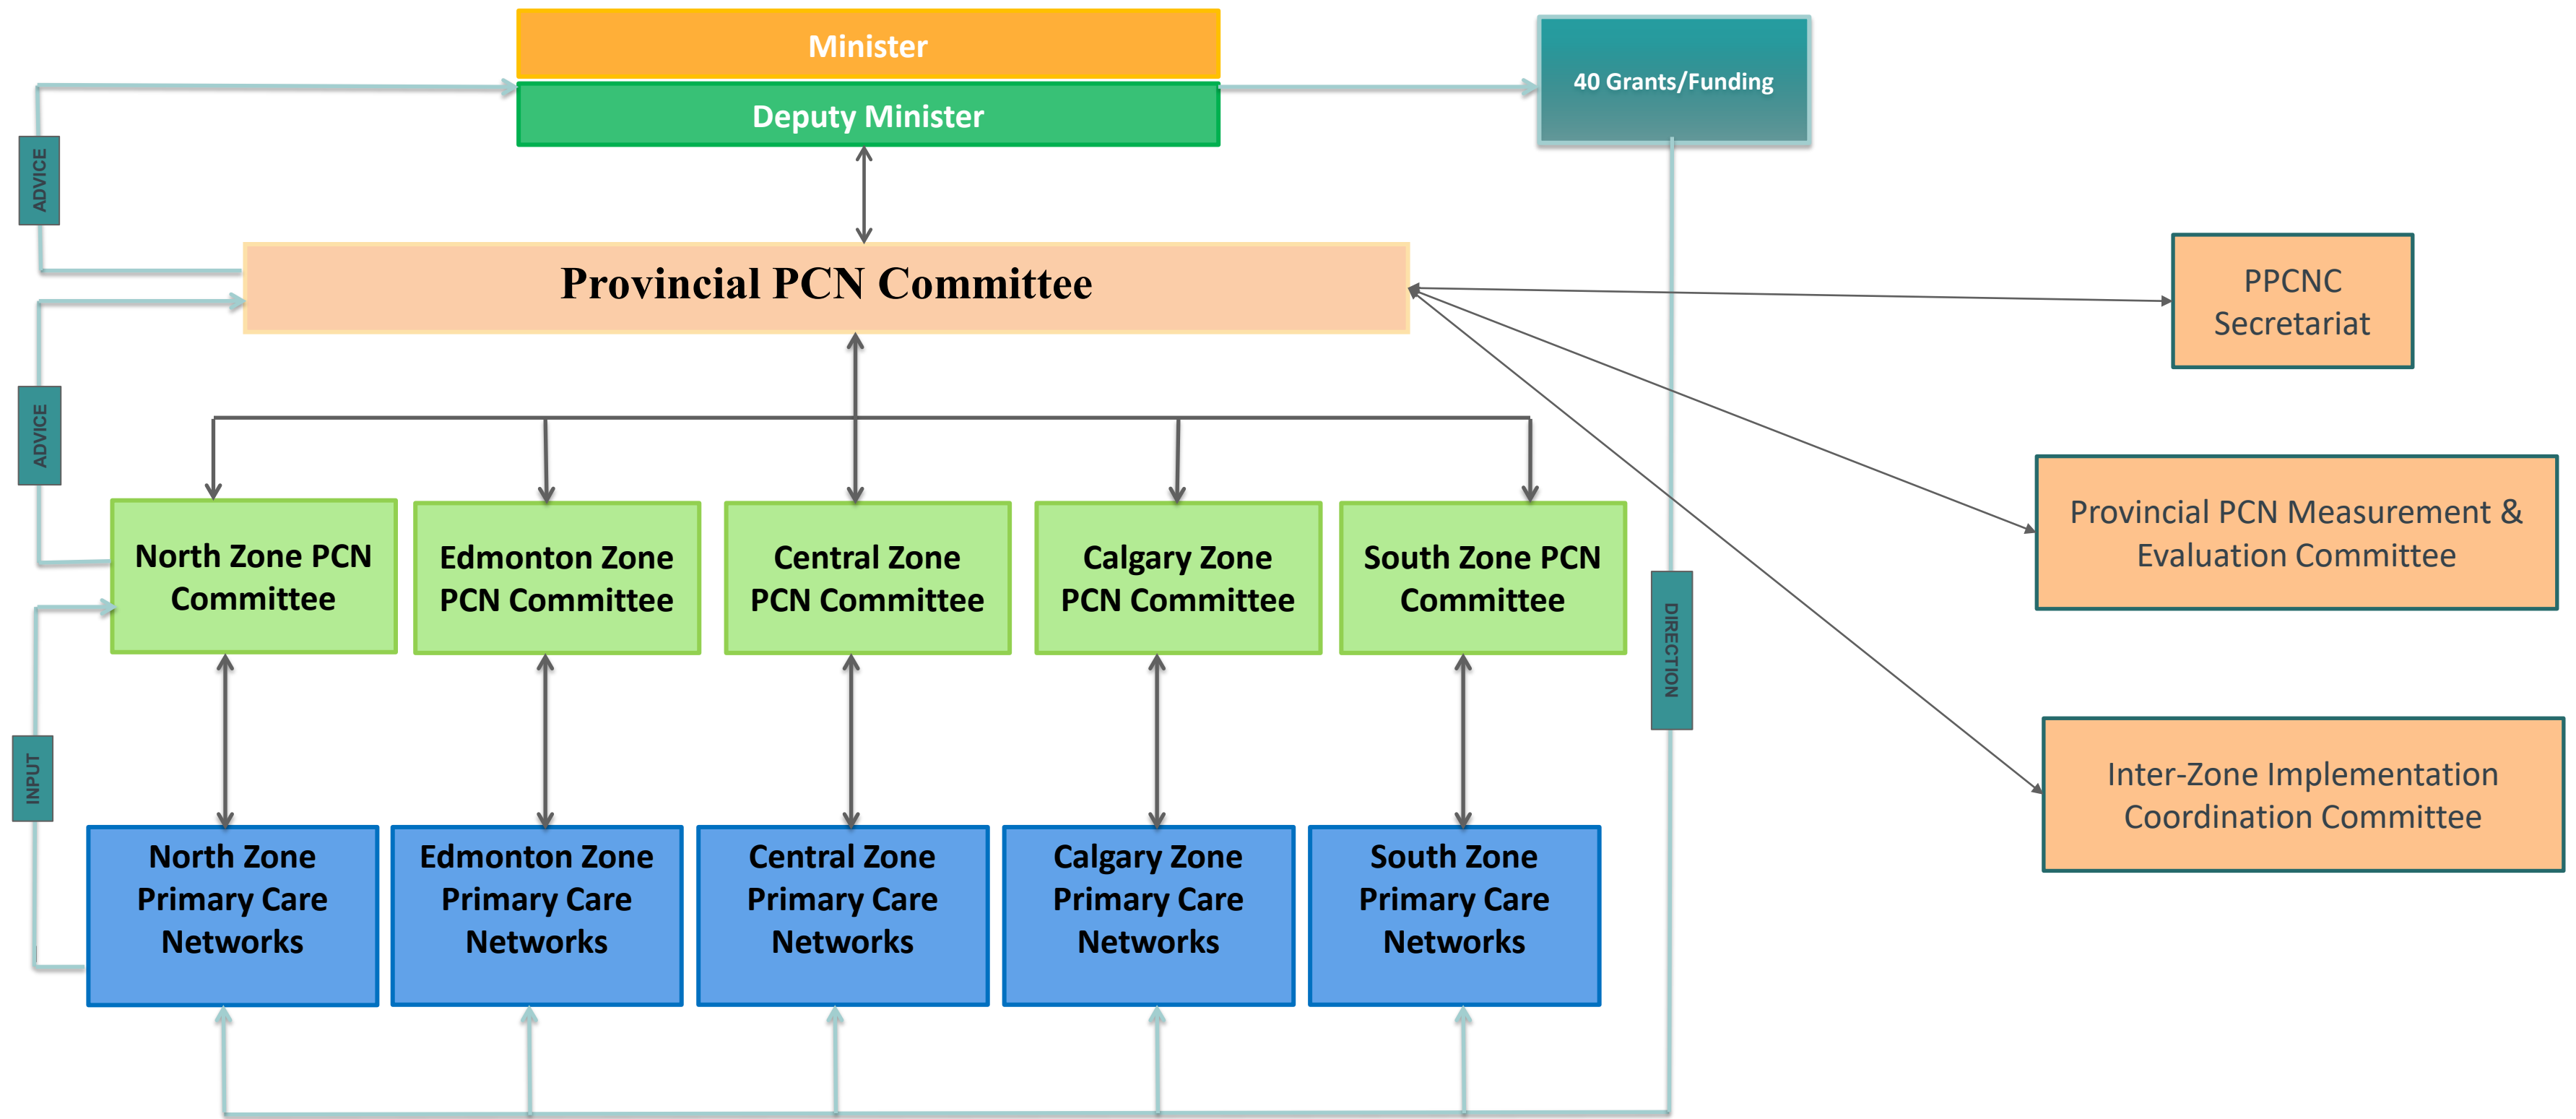 Minister
40 Grants/Funding
Deputy Minister
ADVICE
Provincial PCN Committee
PPCNC
Secretariat
ADVICE
Provincial PCN Measurement &
Evaluation Committee
North Zone PCN
Committee
Edmonton Zone
PCN Committee
Central Zone
PCN Committee
Calgary Zone
PCN Committee
South Zone PCN
Committee
DIRECTION
INPUT
Inter-Zone Implementation
Coordination Committee
North Zone
Primary Care
Networks
Edmonton Zone
Primary Care
Networks
Central Zone
Primary Care
Networks
Calgary Zone
Primary Care
Networks
South Zone
Primary Care
Networks